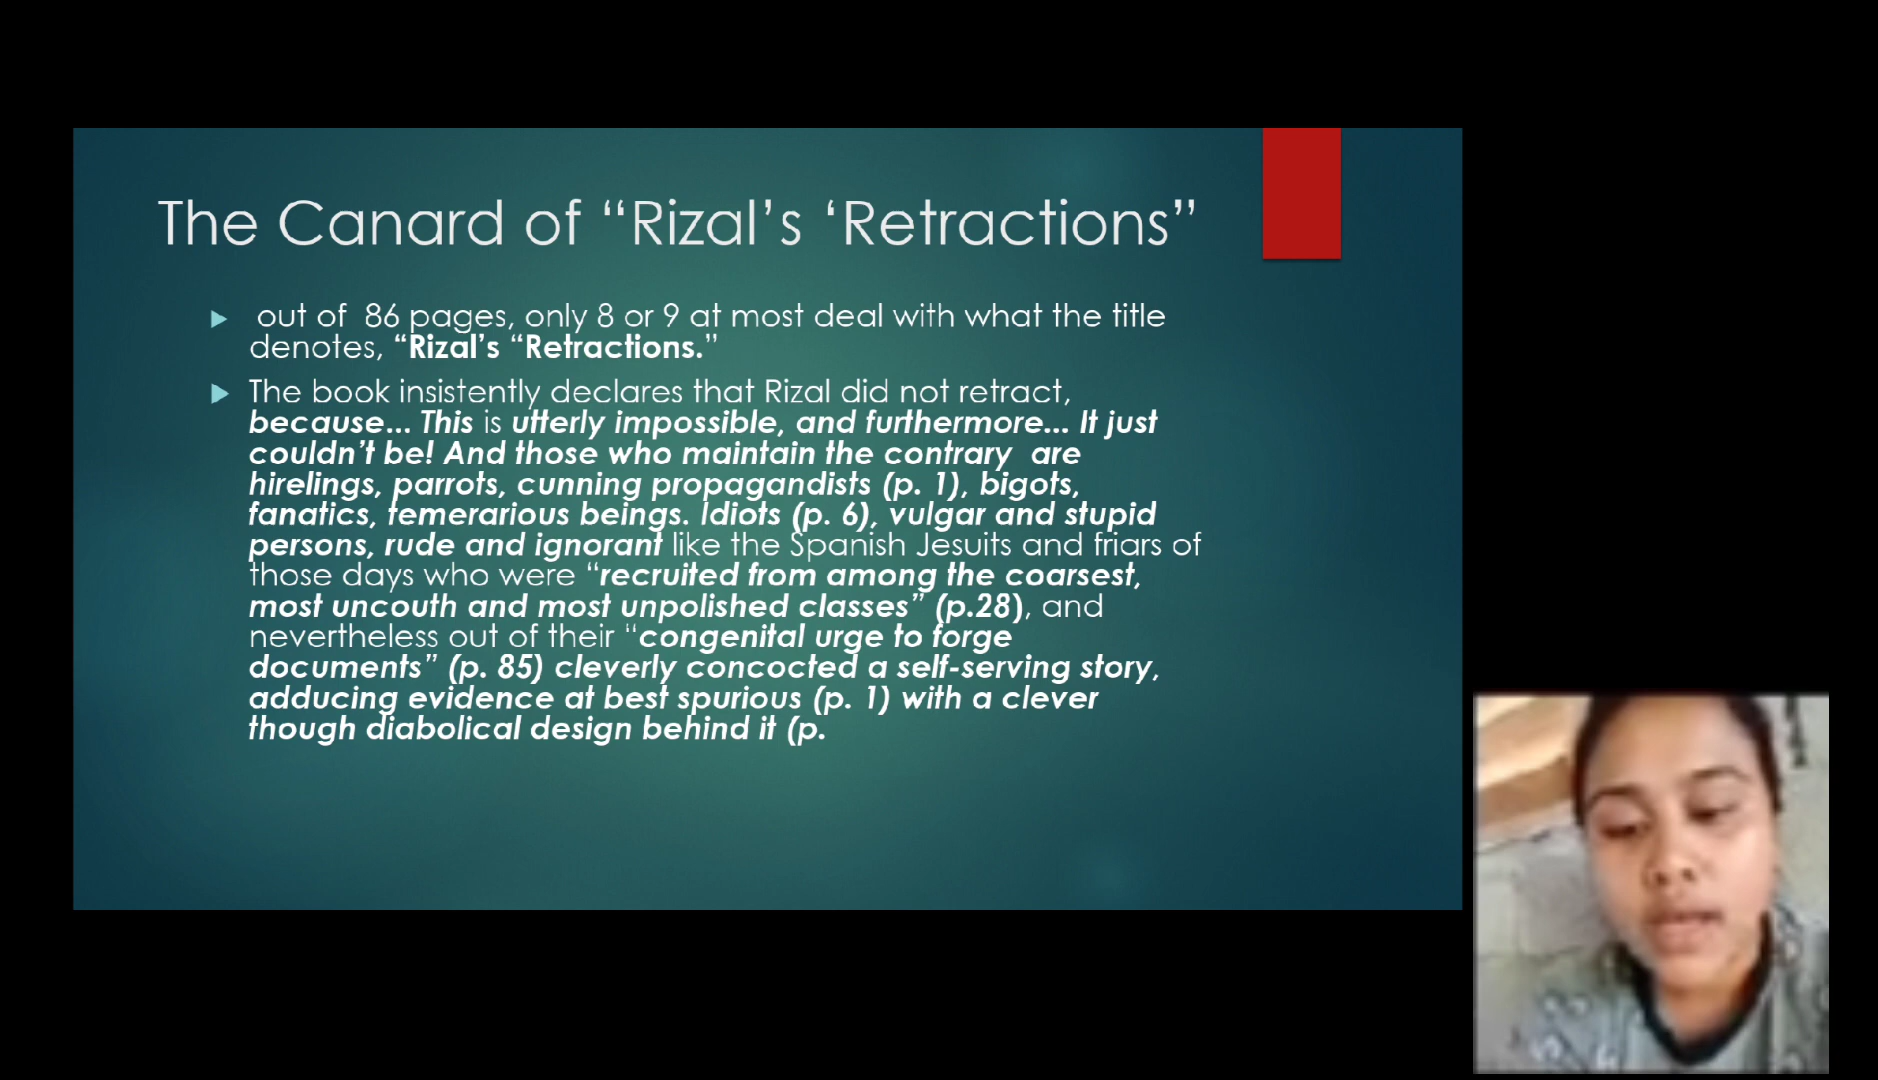 The Canard of “Rizal’s ‘Retractions”
out of 86 pages, only 8 or 9 at most deal with what the title
denotes, “Rizal’s “Retractions.”
The book insistently declares that Rizal did not retract,
because... This is utterly impossible, and furthermore... It just
couldn’t be! And those who maintain the contrary are
hirelings, parrots, cunning propagandists (p. 1), bigots,
fanatics, temerarious beings. Idiots (p. 6), vulgar and stupid
persons, rude and ignorant like the Spanish Jesuits and friars of
those days who were “recruited from among the coarsest,
most uncouth and most unpolished classes” (p.28), and
nevertheless out of their “congenital urge to forge
documents” (p. 85) cleverly concocted a self-serving story,
adducing evidence at best spurious (p. 1) with a clever
though diabolical design behind it (p.